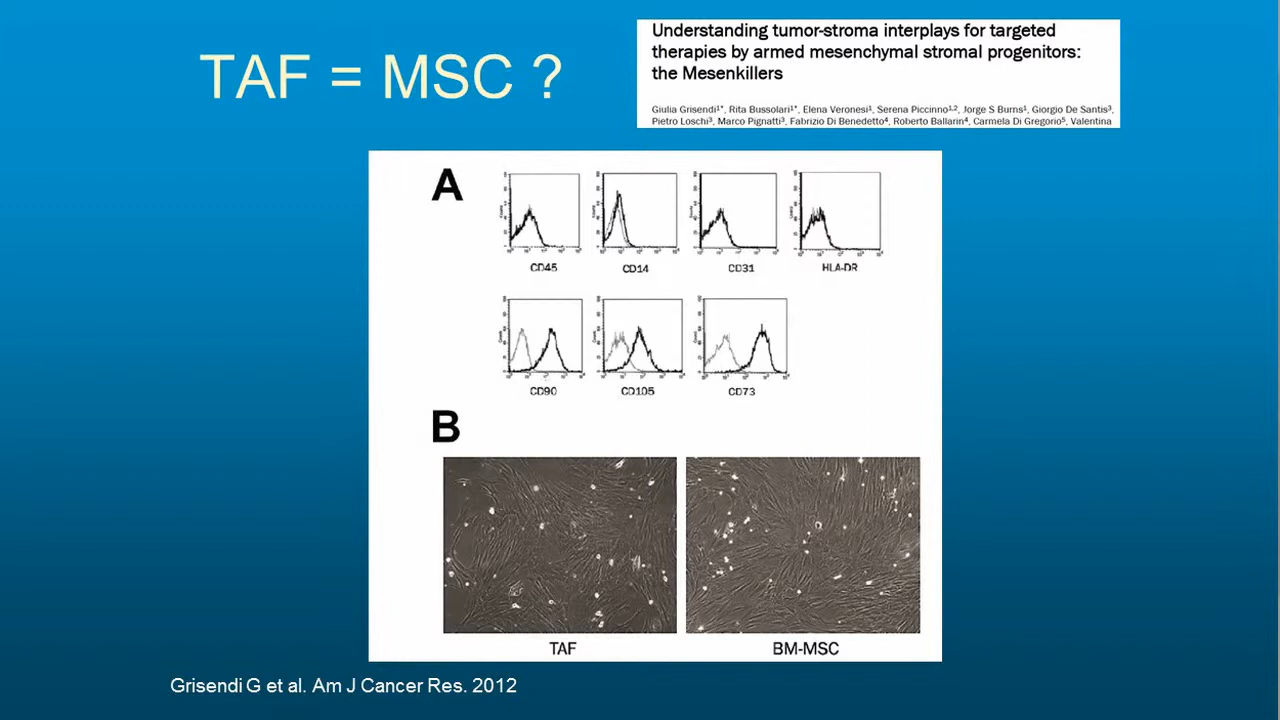 TAF = MSC ?
Understanding tumor-stroma interplays for targeted
therapies by armed mesenchymal stromal progenitors:
the Mesenkillers
Giulia Grisendi¹*, Rita Bussolari¹*, Elena Veronesi¹, Serena Piccinno¹,², Jorge S Burns¹, Giorgio De Santis³,
Pietro Loschi³, Marco Pignatti³, Fabrizio Di Benedetto⁴, Roberto Ballarin⁴, Carmela Di Gregorio⁵, Valentina
A
CD45 CD14 CD31 HLA-DR
CD90 CD105 CD73
B
TAF BM-MSC
Grisendi G et al. Am J Cancer Res. 2012